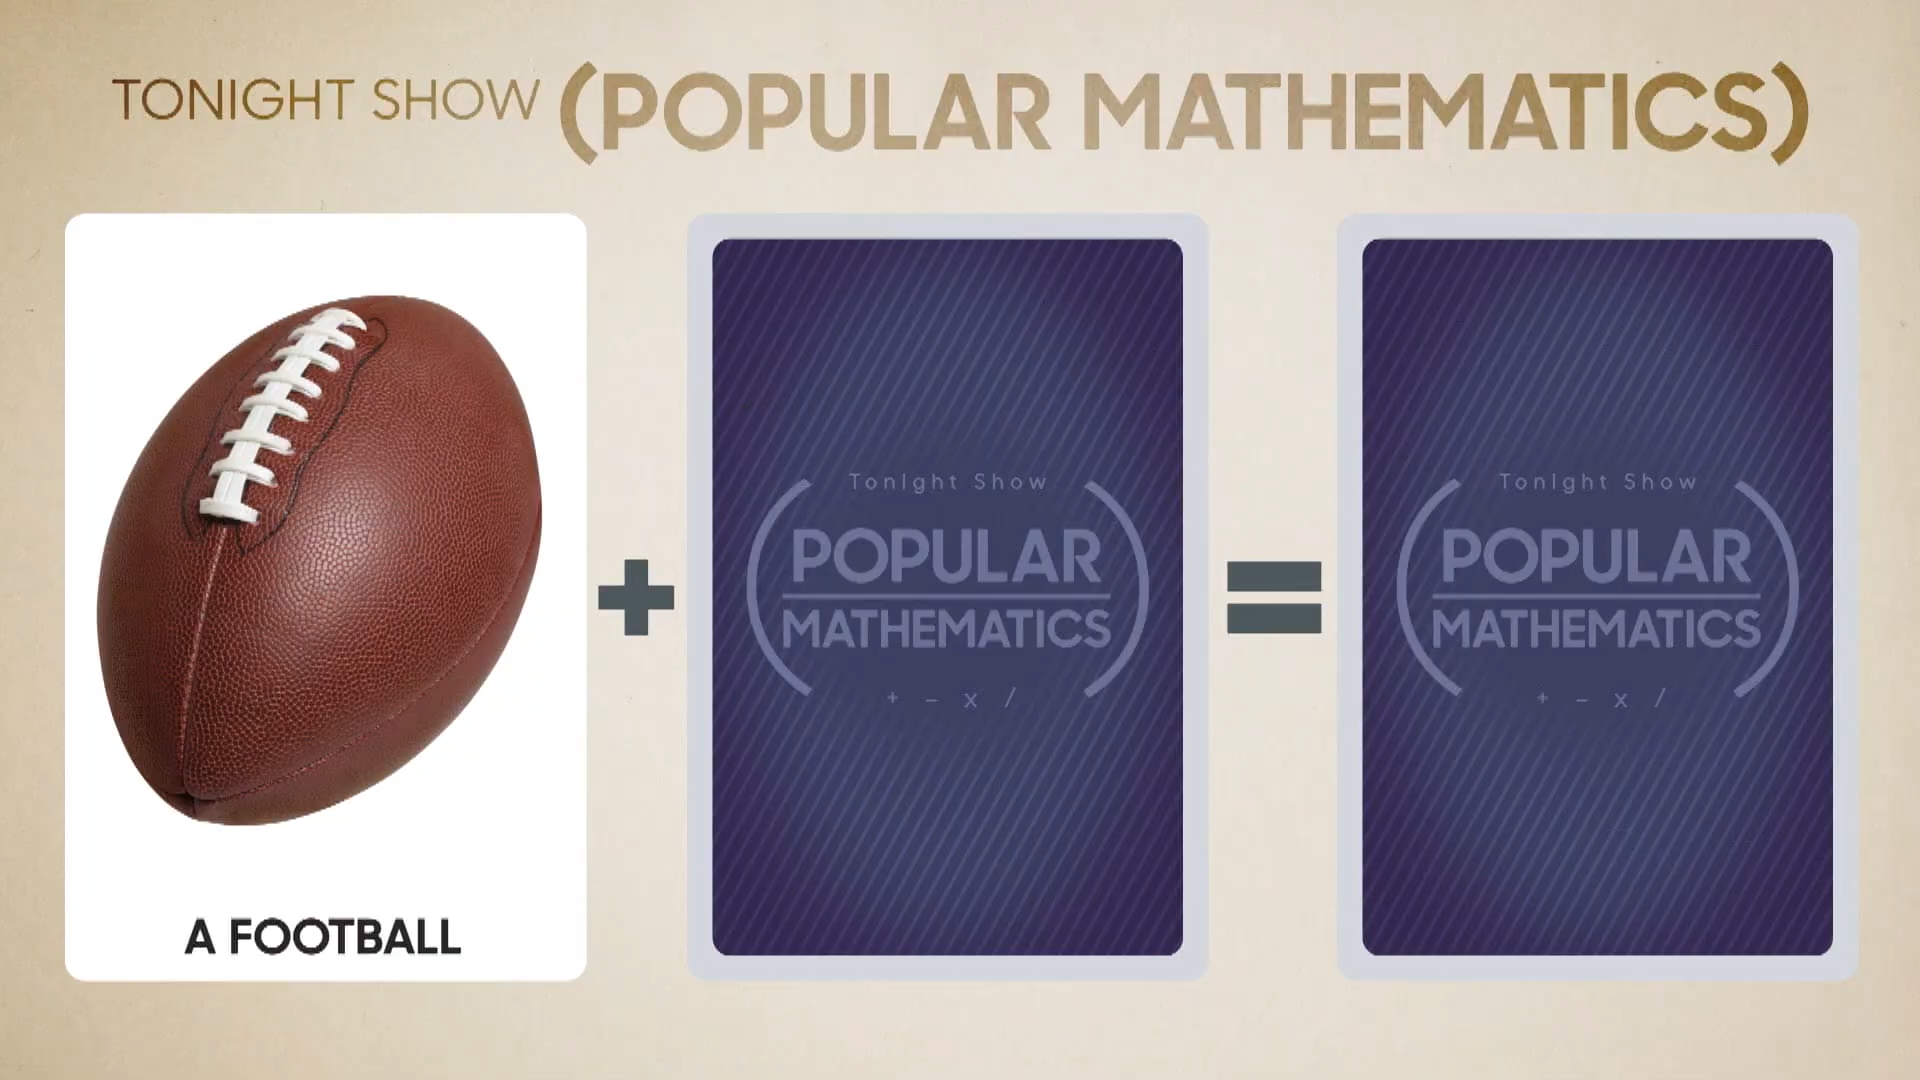 TONIGHT SHOW (POPULAR MATHEMATICS)
A FOOTBALL
+
Tonight Show
(POPULAR
MATHEMATICS)
+ - x /
=
Tonight Show
(POPULAR
MATHEMATICS)
+ - x /